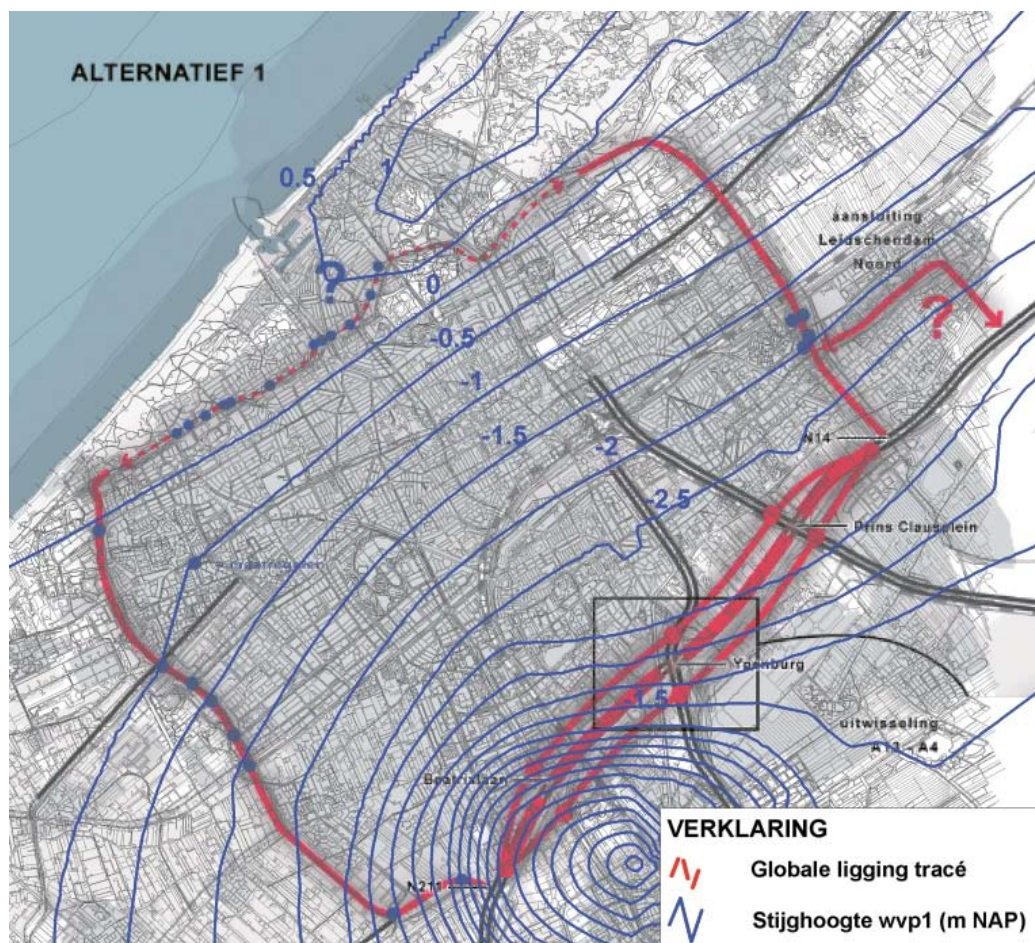 ALTERNATIEF 1
0.5
1
aansluiting
Leidschendam
Noord
?
?
0
-0.5
-1
-1.5
-2
N14
-2.5
Prins Clausplein
Ypenburg
-1.5
uitwisseling
A13 - A4
Beatrixlaan
N211
VERKLARING
Globale ligging tracé
Stijghoogte wvp1 (m NAP)